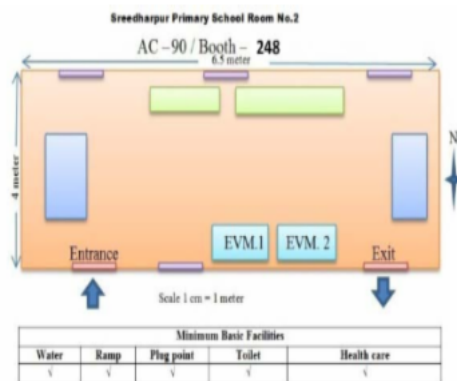 Sreedharpur Primary School Room No.2
AC –90 / Booth – 248
6.5 meter
4 meter
N
EVM.1 EVM. 2
Entrance Exit
Scale 1 cm = 1 meter
Minimum Basic Facilities
Water Ramp Plug point Toilet Health care
√ √ √ √ √